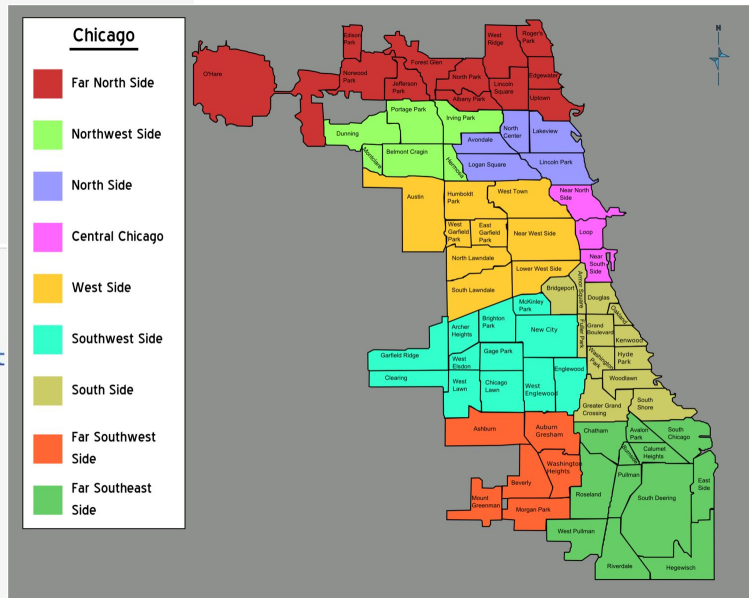 Chicago
Far North Side
Northwest Side
North Side
Central Chicago
West Side
Southwest Side
South Side
Far Southwest
Side
Far Southeast
Side
N
Edison
Park
West
Ridge
Roger's
Park
O'Hare
Norwood
Park
Forest Glen
Jefferson
Park
North Park
Lincoln
Square
Edgewater
Albany Park
Uptown
Portage Park
Irving Park
Dunning
North
Center
Lakeview
Avondale
Montclare
Belmont Cragin
Hermosa
Logan Square
Lincoln Park
Austin
Humboldt
Park
West Town
Near North
Side
West
Garfield
Park
East
Garfield
Park
Near West Side
Loop
North Lawndale
Lower West Side
Near
South
Side
South Lawndale
Bridgeport
Armor Square
Douglas
McKinley
Park
Oakland
Archer
Heights
Brighton
Park
New City
Fuller Park
Grand
Boulevard
Kenwood
Garfield Ridge
West
Elsdon
Gage Park
Washington
Park
Hyde
Park
Clearing
West
Lawn
Chicago
Lawn
West
Englewood
Englewood
Woodlawn
Greater Grand
Crossing
South
Shore
Ashburn
Auburn
Gresham
Chatham
Avalon
Park
South
Chicago
Burnside
Calumet
Heights
Washington
Heights
Beverly
Pullman
Mount
Greenman
Morgan Park
Roseland
South Deering
East
Side
West Pullman
Riverdale
Hegewisch